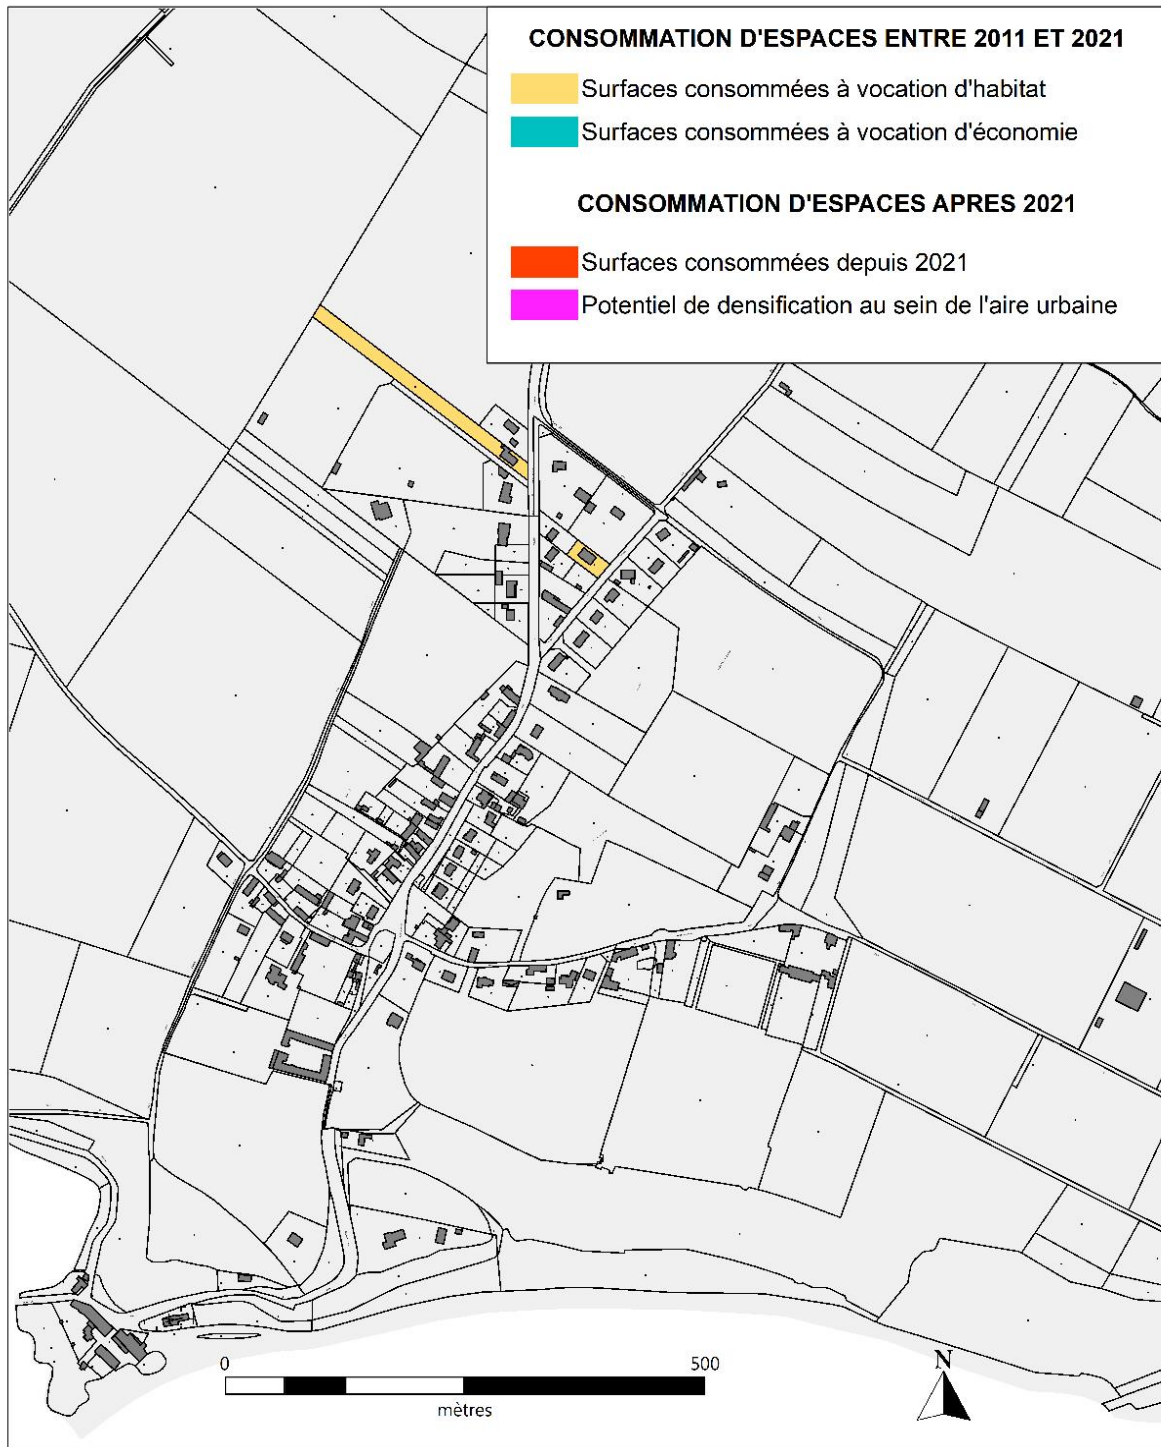 CONSOMMATION D'ESPACES ENTRE 2011 ET 2021
Surfaces consommées à vocation d'habitat
Surfaces consommées à vocation d'économie
CONSOMMATION D'ESPACES APRES 2021
Surfaces consommées depuis 2021
Potentiel de densification au sein de l'aire urbaine
0 500
mètres
N